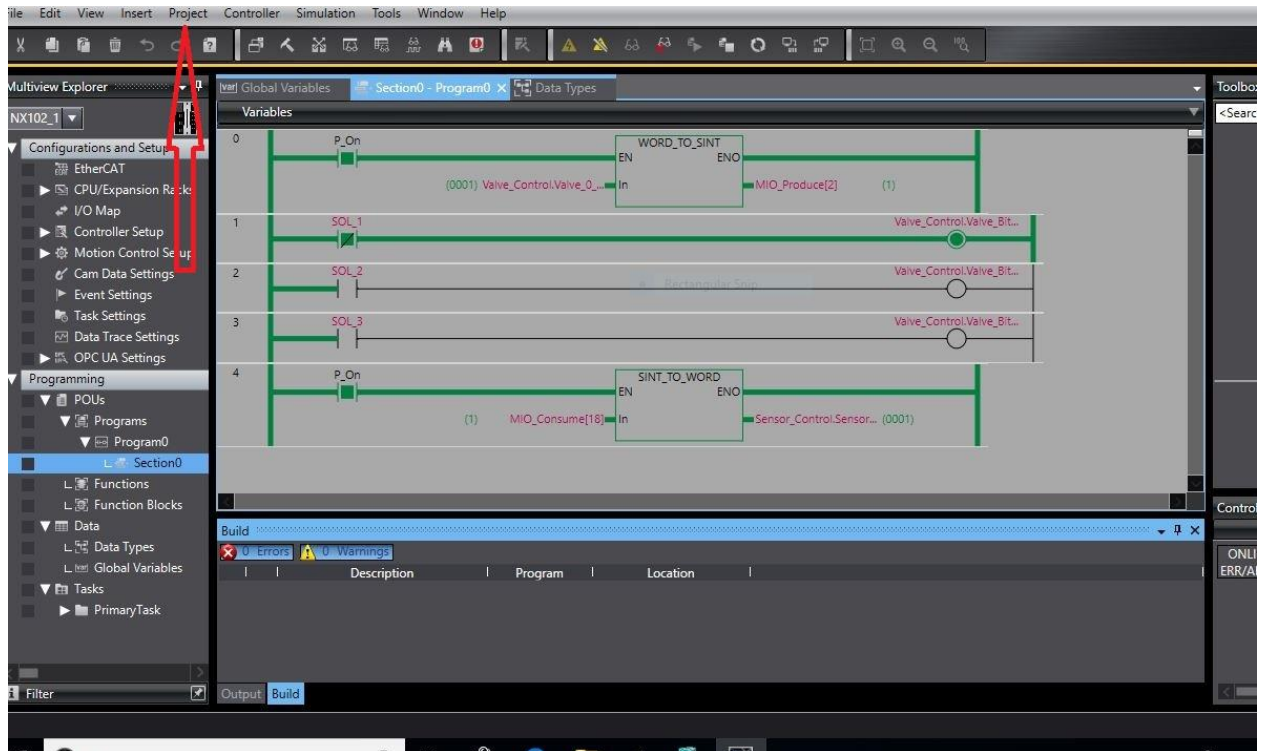 File Edit View Insert Project Controller Simulation Tools Window Help
Multiview Explorer
NX102_1
Configurations and Setup
EtherCAT
CPU/Expansion Racks
I/O Map
Controller Setup
Motion Control Setup
Cam Data Settings
Event Settings
Task Settings
Data Trace Settings
OPC UA Settings
Programming
POUs
Programs
Program0
Section0
Functions
Function Blocks
Data
Data Types
Global Variables
Tasks
PrimaryTask
Filter
Global Variables Section0 - Program0 Data Types
Variables
0 P_On WORD_TO_SINT
EN ENO
(0001) Valve_Control.Valve_0_... In MIO_Produce[2] (1)
1 SOL_1 Valve_Control.Valve_Bit...
2 SOL_2 Valve_Control.Valve_Bit...
Rectangular Snip
3 SOL_3 Valve_Control.Valve_Bit...
4 P_On SINT_TO_WORD
EN ENO
(1) MIO_Consume[18] In Sensor_Control.Sensor... (0001)
Build
0 Errors 0 Warnings
Description Program Location
Output Build
Toolbo
<Searc
Contro
ONLI
ERR/A